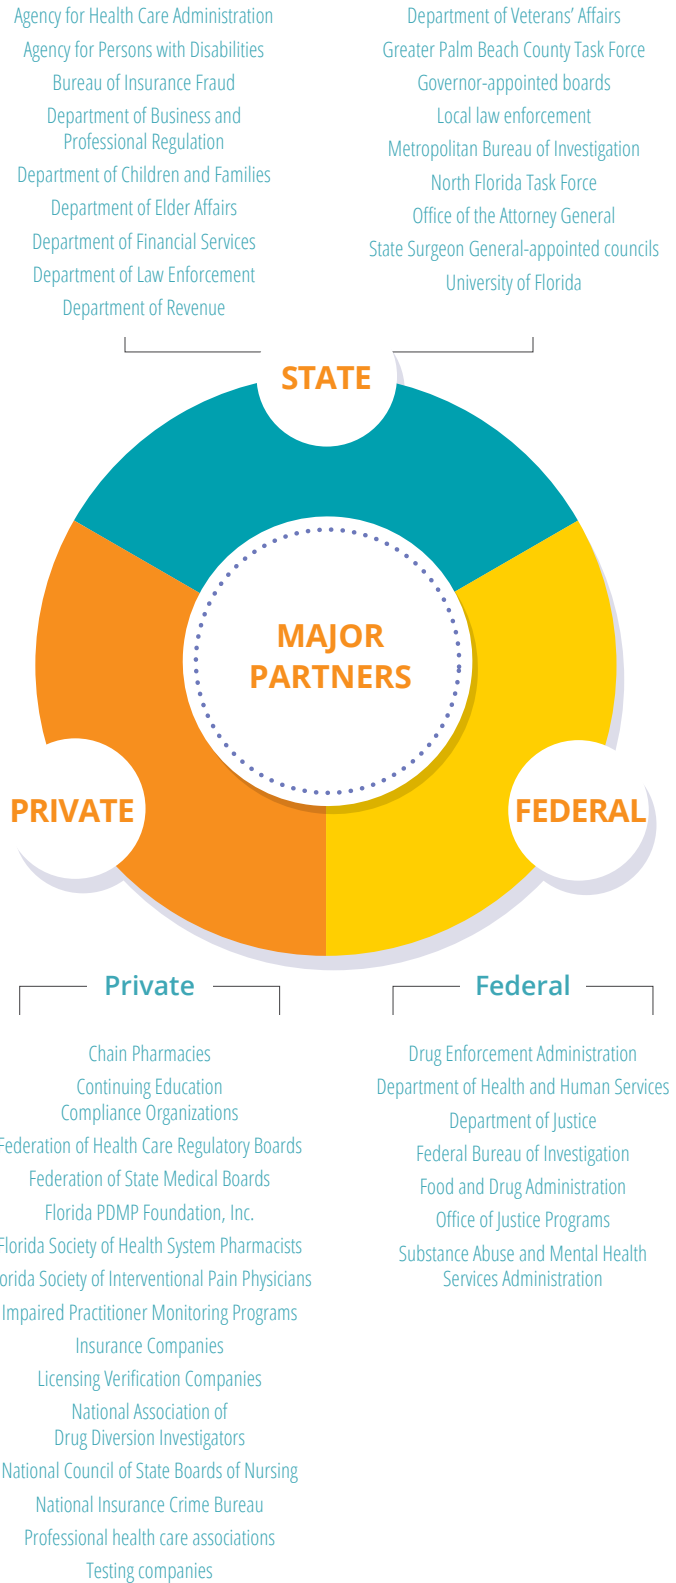 Agency for Health Care Administration
Agency for Persons with Disabilities
Bureau of Insurance Fraud
Department of Business and
Professional Regulation
Department of Children and Families
Department of Elder Affairs
Department of Financial Services
Department of Law Enforcement
Department of Revenue
Department of Veterans’ Affairs
Greater Palm Beach County Task Force
Governor-appointed boards
Local law enforcement
Metropolitan Bureau of Investigation
North Florida Task Force
Office of the Attorney General
State Surgeon General-appointed councils
University of Florida
STATE
MAJOR
PARTNERS
PRIVATE
FEDERAL
Private
Chain Pharmacies
Continuing Education
Compliance Organizations
Federation of Health Care Regulatory Boards
Federation of State Medical Boards
Florida PDMP Foundation, Inc.
Florida Society of Health System Pharmacists
orida Society of Interventional Pain Physicians
Impaired Practitioner Monitoring Programs
Insurance Companies
Licensing Verification Companies
National Association of
Drug Diversion Investigators
National Council of State Boards of Nursing
National Insurance Crime Bureau
Professional health care associations
Testing companies
Federal
Drug Enforcement Administration
Department of Health and Human Services
Department of Justice
Federal Bureau of Investigation
Food and Drug Administration
Office of Justice Programs
Substance Abuse and Mental Health
Services Administration